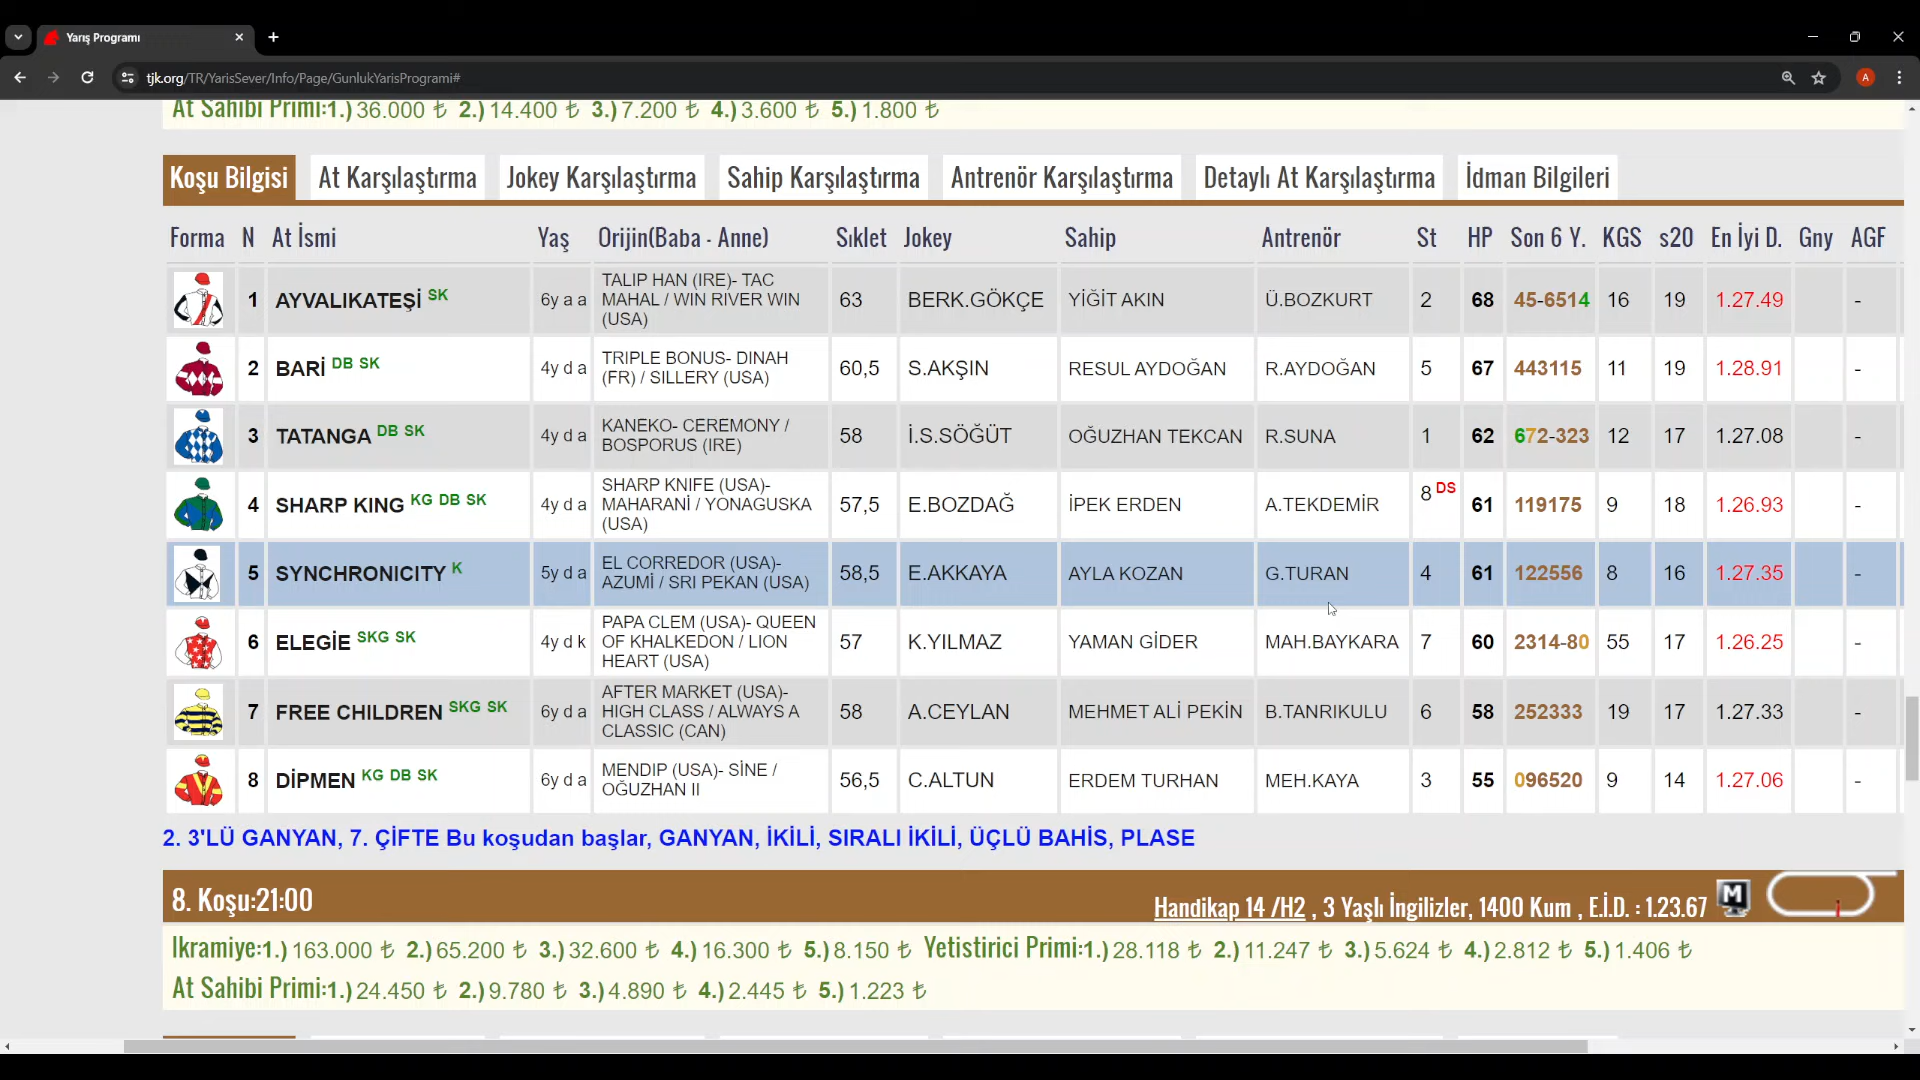 Yarış Programı
tjk.org/TR/YarisSever/Info/Page/GunlukYarisProgrami#
A
At Sahibi Primi:1.) 36.000 ₺ 2.) 14.400 ₺ 3.) 7.200 ₺ 4.) 3.600 ₺ 5.) 1.800 ₺
Koşu Bilgisi At Karşılaştırma Jokey Karşılaştırma Sahip Karşılaştırma Antrenör Karşılaştırma Detaylı At Karşılaştırma İdman Bilgileri
Forma N At İsmi Yaş Orijin(Baba - Anne) Sıklet Jokey Sahip Antrenör St HP Son 6 Y. KGS s20 En İyi D. Gny AGF
1 AYVALIKATEŞİ SK 6y a a TALIP HAN (IRE)- TAC MAHAL / WIN RIVER WIN (USA) 63 BERK.GÖKÇE YİĞİT AKIN Ü.BOZKURT 2 68 45-6514 16 19 1.27.49 -
2 BARİ DB SK 4y d a TRIPLE BONUS- DINAH (FR) / SILLERY (USA) 60,5 S.AKŞIN RESUL AYDOĞAN R.AYDOĞAN 5 67 443115 11 19 1.28.91 -
3 TATANGA DB SK 4y d a KANEKO- CEREMONY / BOSPORUS (IRE) 58 İ.S.SÖĞÜT OĞUZHAN TEKCAN R.SUNA 1 62 672-323 12 17 1.27.08 -
4 SHARP KING KG DB SK 4y d a SHARP KNIFE (USA)- MAHARANİ / YONAGUSKA (USA) 57,5 E.BOZDAĞ İPEK ERDEN A.TEKDEMİR 8 DS 61 119175 9 18 1.26.93 -
5 SYNCHRONICITY K 5y d a EL CORREDOR (USA)- AZUMİ / SRI PEKAN (USA) 58,5 E.AKKAYA AYLA KOZAN G.TURAN 4 61 122556 8 16 1.27.35 -
6 ELEGİE SKG SK 4y d k PAPA CLEM (USA)- QUEEN OF KHALKEDON / LION HEART (USA) 57 K.YILMAZ YAMAN GİDER MAH.BAYKARA 7 60 2314-80 55 17 1.26.25 -
7 FREE CHILDREN SKG SK 6y d a AFTER MARKET (USA)- HIGH CLASS / ALWAYS A CLASSIC (CAN) 58 A.CEYLAN MEHMET ALİ PEKİN B.TANRIKULU 6 58 252333 19 17 1.27.33 -
8 DİPMEN KG DB SK 6y d a MENDIP (USA)- SİNE / OĞUZHAN II 56,5 C.ALTUN ERDEM TURHAN MEH.KAYA 3 55 096520 9 14 1.27.06 -
2. 3'LÜ GANYAN, 7. ÇİFTE Bu koşudan başlar, GANYAN, İKİLİ, SIRALI İKİLİ, ÜÇLÜ BAHİS, PLASE
8. Koşu:21:00 Handikap 14 /H2 , 3 Yaşlı İngilizler, 1400 Kum , E.İ.D. : 1.23.67 M
Ikramiye:1.) 163.000 ₺ 2.) 65.200 ₺ 3.) 32.600 ₺ 4.) 16.300 ₺ 5.) 8.150 ₺ Yetistirici Primi:1.) 28.118 ₺ 2.) 11.247 ₺ 3.) 5.624 ₺ 4.) 2.812 ₺ 5.) 1.406 ₺
At Sahibi Primi:1.) 24.450 ₺ 2.) 9.780 ₺ 3.) 4.890 ₺ 4.) 2.445 ₺ 5.) 1.223 ₺